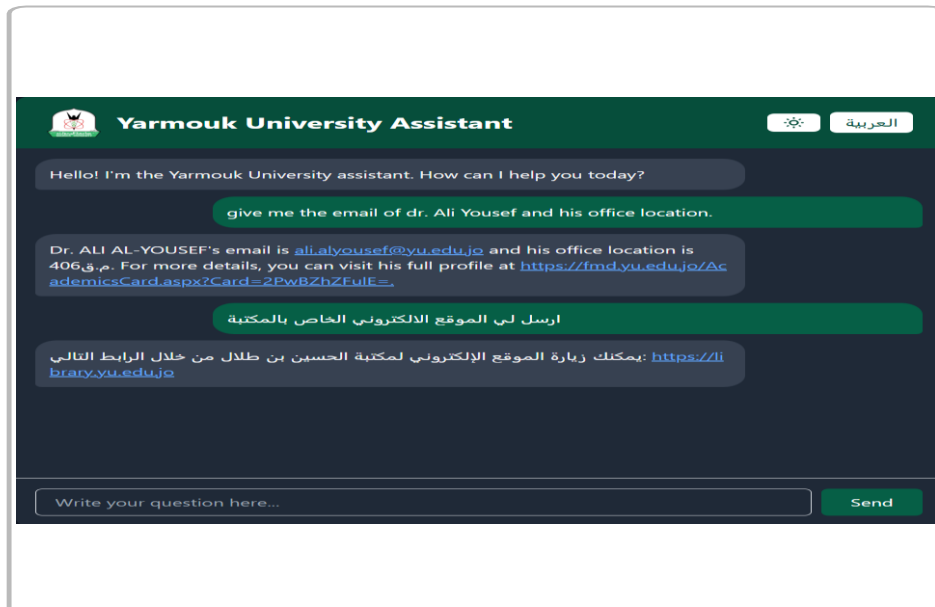 Yarmouk University Assistant
العربية
Hello! I'm the Yarmouk University assistant. How can I help you today?
give me the email of dr. Ali Yousef and his office location.
Dr. ALI AL-YOUSEF's email is ali.alyousef@yu.edu.jo and his office location is
م.ق406. For more details, you can visit his full profile at https://fmd.yu.edu.jo/Ac
ademicsCard.aspx?Card=2PwBZhZFulE=.
ارسل لي الموقع الالكتروني الخاص بالمكتبة
يمكنك زيارة الموقع الإلكتروني لمكتبة الحسين بن طلال من خلال الرابط التالي: https://li
brary.yu.edu.jo
Write your question here...
Send